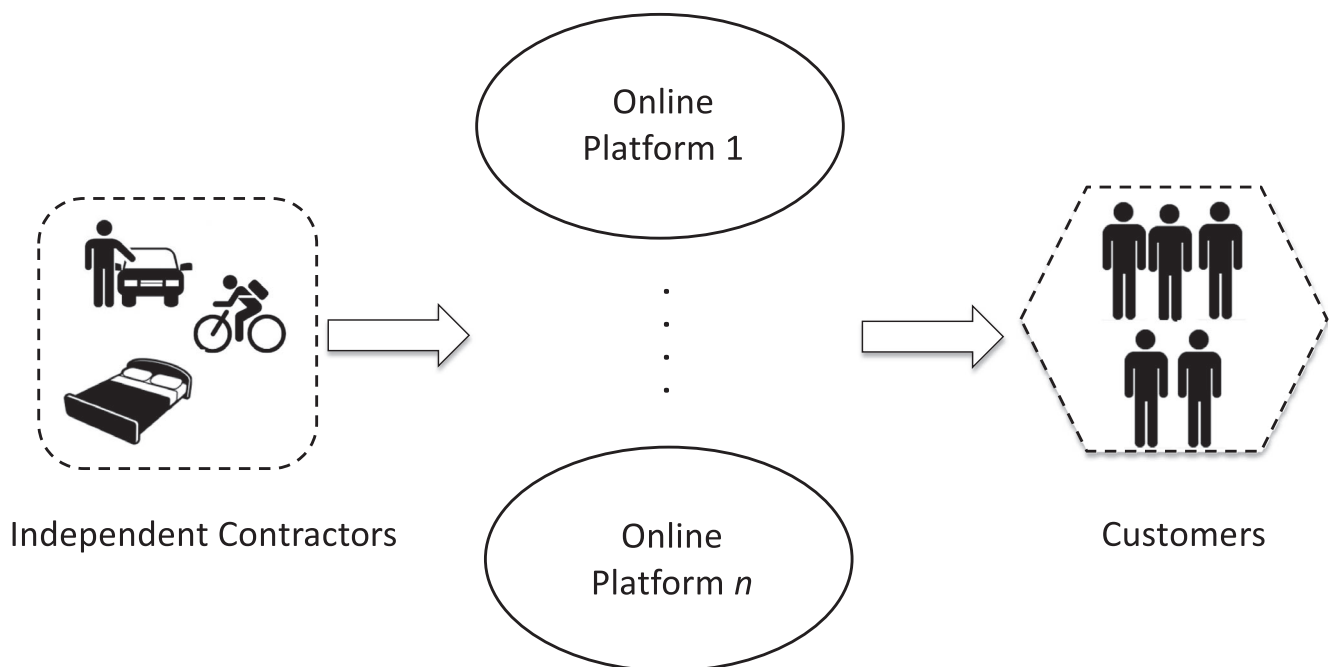 Online
Platform 1
Independent Contractors
Customers
Online
Platform n